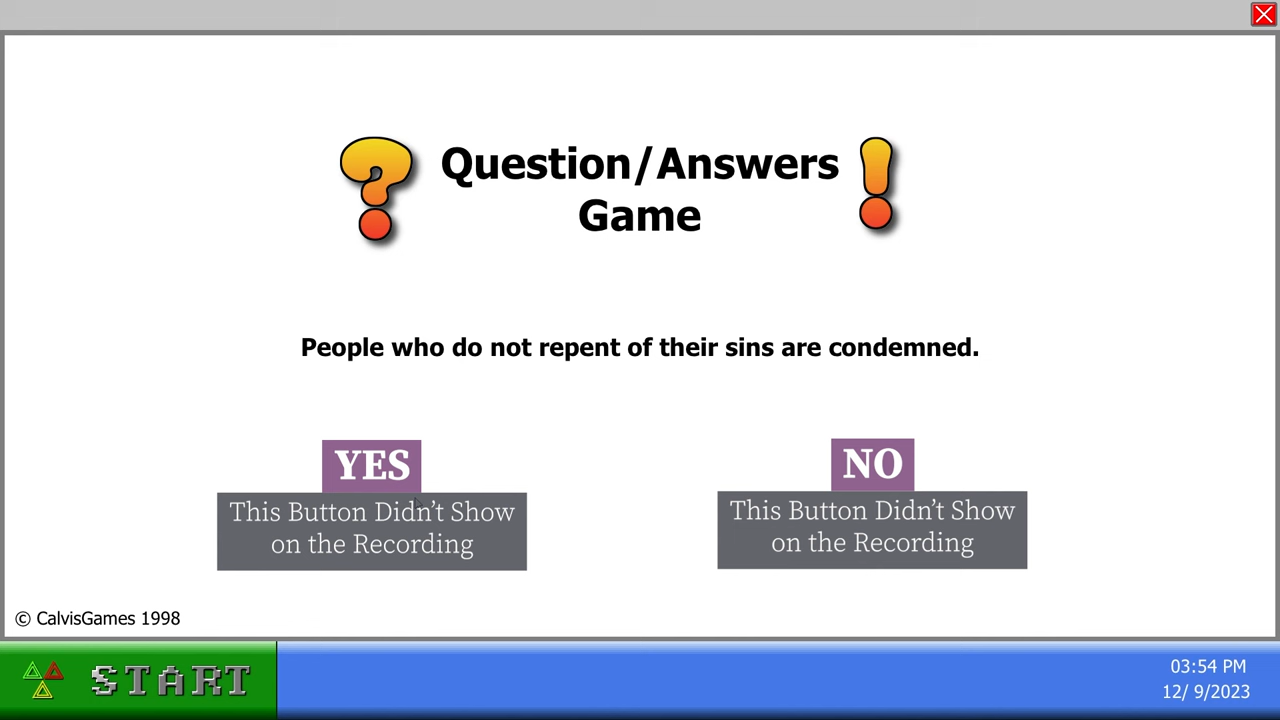 Question/Answers
Game
People who do not repent of their sins are condemned.
YES
This Button Didn't Show
on the Recording
NO
This Button Didn't Show
on the Recording
© CalvisGames 1998
START
03:54 PM
12/ 9/2023